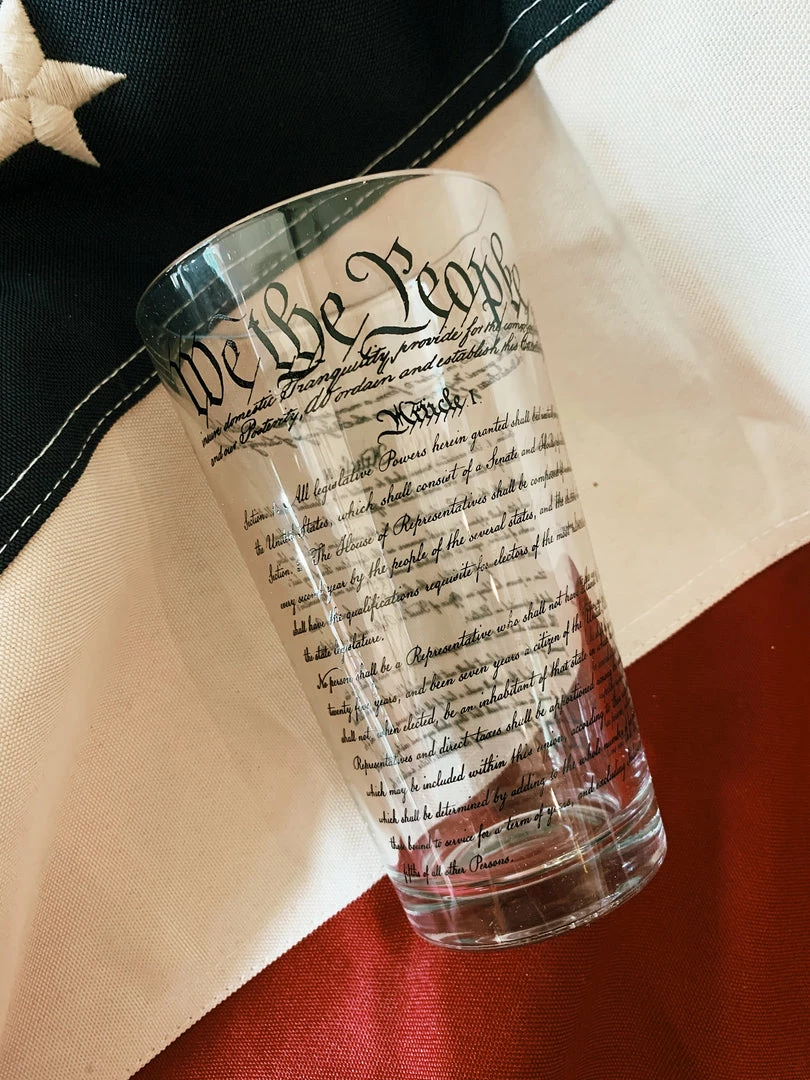 We the People
domestic Tranquility, provide for the
and our Posterity, do ordain and establish this
Article I.
Section. All legislative Powers herein granted shall be
the United States, which shall consist of a Senate and
Section. 2 The House of Representatives shall be composed
every second year by the people of the several states, and the
shall have the qualifications requisite for electors of the most
the state legislature.
No person shall be a Representative who shall not have
twenty five years, and been seven years a citizen of the
shall not, when elected, be an inhabitant of that state in
Representatives and direct taxes shall be apportioned among
which may be included within this union, according to
which shall be determined by adding to the whole number
those bound to service for a term of years, and excluding
fifths of all other Persons.